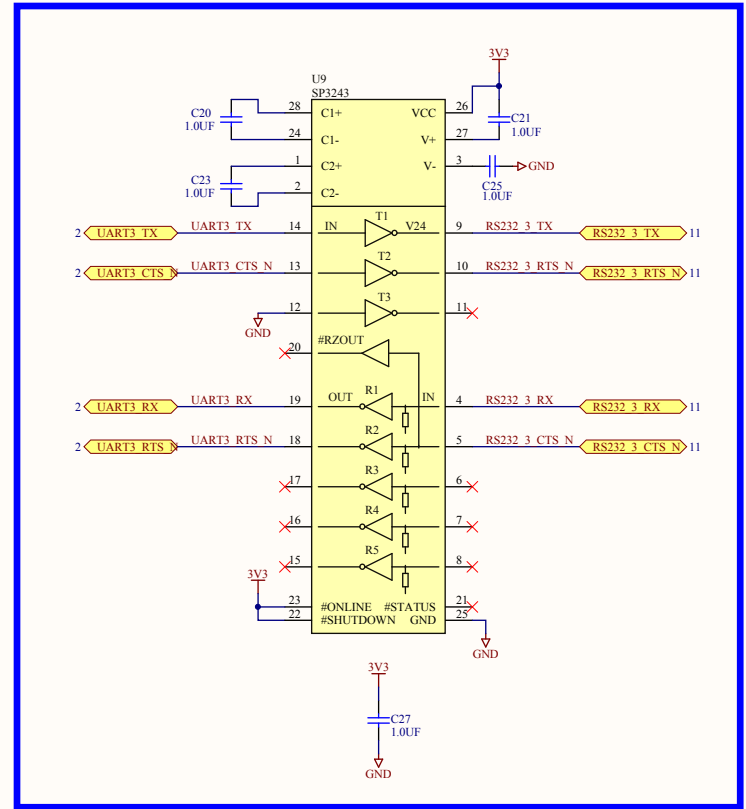 3V3
U9
SP3243
28 C1+ VCC 26
C20
1.0UF
C21
1.0UF
24 C1- V+ 27
1 C2+ V- 3 GND
C23
1.0UF
C25
1.0UF
2 C2-
T1
2 UART3_TX UART3_TX 14 IN V24 9 RS232_3_TX RS232_3_TX 11
T2
2 UART3_CTS_N UART3_CTS_N 13 10 RS232_3_RTS_N RS232_3_RTS_N 11
T3
12 11
GND
#RZOUT
20
R1
2 UART3_RX UART3_RX 19 OUT IN 4 RS232_3_RX RS232_3_RX 11
R2
2 UART3_RTS_N UART3_RTS_N 18 5 RS232_3_CTS_N RS232_3_CTS_N 11
R3
17 6
R4
16 7
R5
15 8
3V3
23 #ONLINE #STATUS 21
22 #SHUTDOWN GND 25
GND
3V3
C27
1.0UF
GND